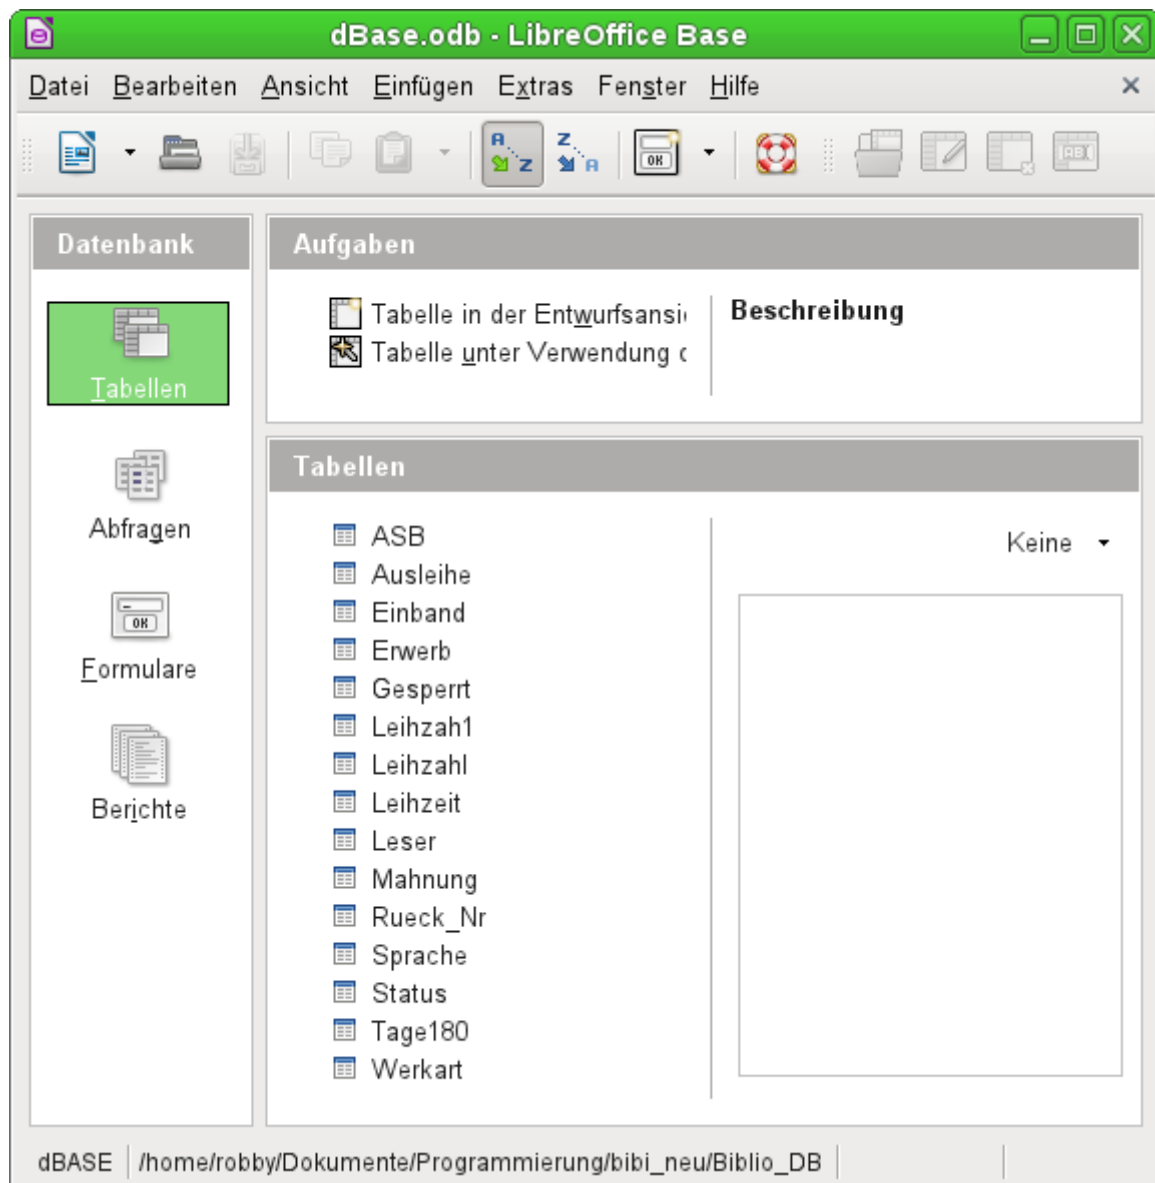 dBase.odb - LibreOffice Base
Datei Bearbeiten Ansicht Einfügen Extras Fenster Hilfe
Datenbank
Tabellen
Abfragen
Formulare
Berichte
Aufgaben
Tabelle in der Entwurfsansi
Tabelle unter Verwendung
Beschreibung
Tabellen
ASB
Ausleihe
Einband
Erwerb
Gesperrt
Leihzah1
Leihzahl
Leihzeit
Leser
Mahnung
Rueck_Nr
Sprache
Status
Tage180
Werkart
Keine
dBASE /home/robby/Dokumente/Programmierung/bibi_neu/Biblio_DB